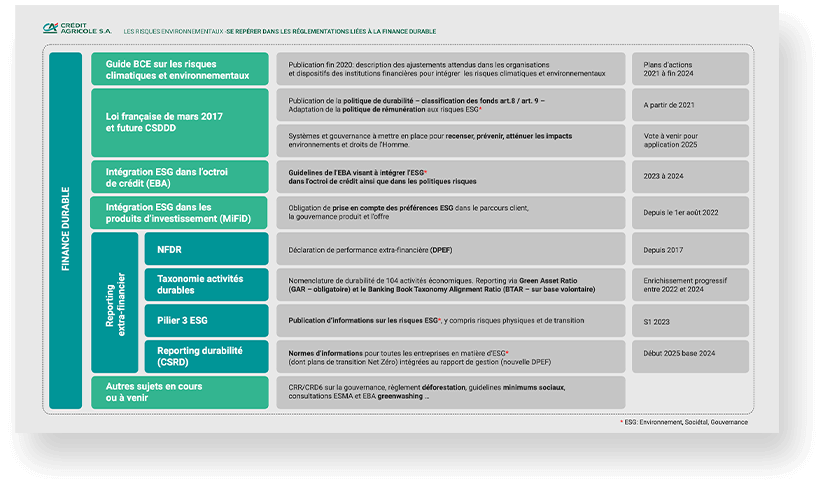 CRÉDIT
AGRICOLE S.A.
LES RISQUES ENVIRONNEMENTAUX -SE REPÉRER DANS LES RÉGLEMENTATIONS LIÉES À LA FINANCE DURABLE
FINANCE DURABLE
Guide BCE sur les risques
climatiques et environnementaux
Publication fin 2020: description des ajustements attendus dans les organisations
et dispositifs des institutions financières pour intégrer les risques climatiques et environnementaux
Plans d'actions
2021 à fin 2024
Loi française de mars 2017
et future CSDDD
Publication de la politique de durabilité – classification des fonds art.8 / art. 9 –
Adaptation de la politique de rémunération aux risques ESG*
A partir de 2021
Systèmes et gouvernance à mettre en place pour recenser, prévenir, atténuer les impacts
environnements et droits de l'Homme.
Vote à venir pour
application 2025
Intégration ESG dans l'octroi
de crédit (EBA)
Guidelines de l'EBA visant à intégrer l'ESG*
dans l'octroi de crédit ainsi que dans les politiques risques
2023 à 2024
Intégration ESG dans les
produits d'investissement (MiFiD)
Obligation de prise en compte des préférences ESG dans le parcours client,
la gouvernance produit et l'offre
Depuis le 1er août 2022
Reporting
extra-financier
NFDR
Déclaration de performance extra-financière (DPEF)
Depuis 2017
Taxonomie activités
durables
Nomenclature de durabilité de 104 activités économiques. Reporting via Green Asset Ratio
(GAR – obligatoire) et le Banking Book Taxonomy Alignment Ratio (BTAR – sur base volontaire)
Enrichissement progressif
entre 2022 et 2024
Pilier 3 ESG
Publication d'informations sur les risques ESG*, y compris risques physiques et de transition
S1 2023
Reporting durabilité
(CSRD)
Normes d'informations pour toutes les entreprises en matière d'ESG*
(dont plans de transition Net Zéro) intégrées au rapport de gestion (nouvelle DPEF)
Début 2025 base 2024
Autres sujets en cours
ou à venir
CRR/CRD6 sur la gouvernance, règlement déforestation, guidelines minimums sociaux,
consultations ESMA et EBA greenwashing ...
* ESG: Environnement, Sociétal, Gouvernance